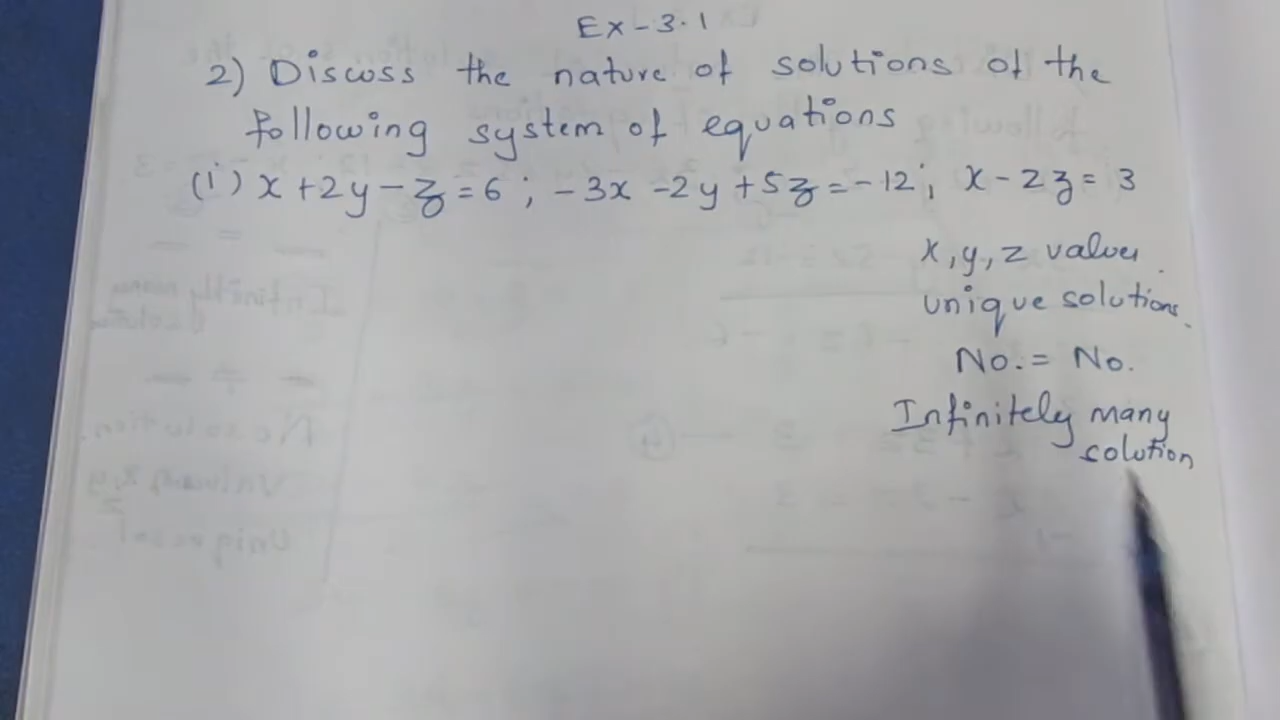 Ex-3.1
2) Discuss the nature of solutions of the
following system of equations
(i) x+2y-z=6; -3x-2y+5z=-12; x-2z=3
x, y, z values
unique solutions.
No. = No.
Infinitely many
solution